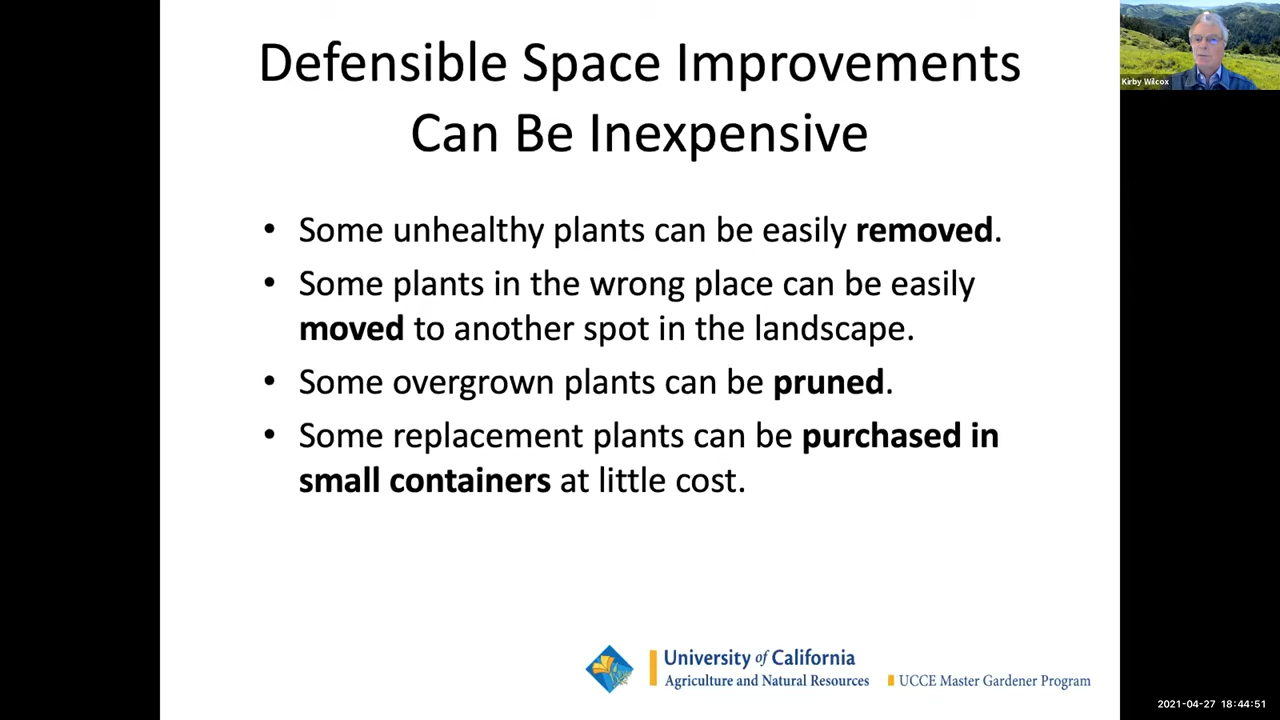 Defensible Space Improvements
Can Be Inexpensive
• Some unhealthy plants can be easily removed.
• Some plants in the wrong place can be easily
moved to another spot in the landscape.
• Some overgrown plants can be pruned.
• Some replacement plants can be purchased in
small containers at little cost.
University of California
Agriculture and Natural Resources
UCCE Master Gardener Program
Kirby Wilcox
2021-04-27 18:44:51